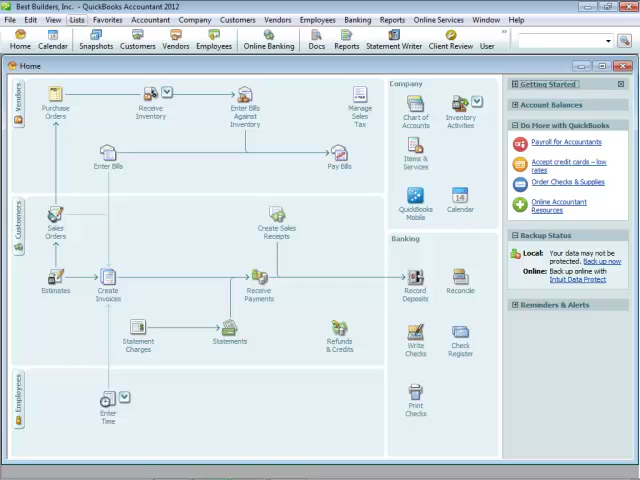 Best Builders, Inc. - QuickBooks Accountant 2012
File Edit View Lists Favorites Accountant Company Customers Vendors Employees Banking Reports Online Services Window Help
Home Calendar Snapshots Customers Vendors Employees Online Banking Docs Reports Statement Writer Client Review User
Home
Vendors
Purchase
Orders
Receive
Inventory
Enter Bills
Against
Inventory
Manage
Sales
Tax
Enter Bills
Pay Bills
Customers
Sales
Orders
Create Sales
Receipts
Estimates
Create
Invoices
Receive
Payments
Statement
Charges
Statements
Refunds
& Credits
Employees
Enter
Time
Company
Chart of
Accounts
Inventory
Activities
Items &
Services
QuickBooks
Mobile
Calendar
Banking
Record
Deposits
Reconcile
Write
Checks
Check
Register
Print
Checks
Getting Started
Account Balances
Do More with QuickBooks
Payroll for Accountants
Accept credit cards – low
rates
Order Checks & Supplies
Online Accountant
Resources
Backup Status
Local: Your data may not be
protected. Back up now
Online: Back up online with
Intuit Data Protect
Reminders & Alerts